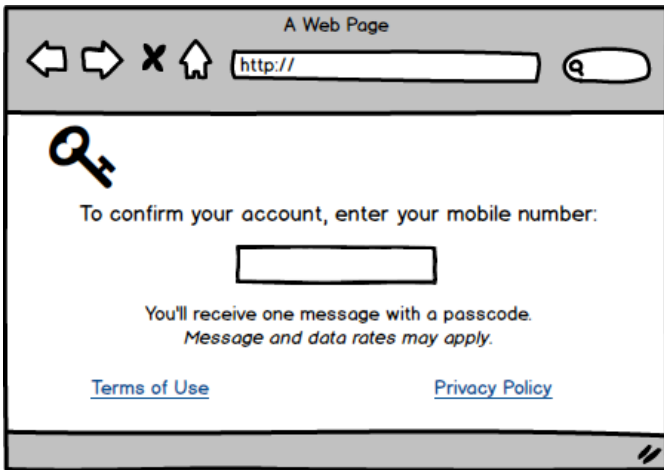 A Web Page
http://
To confirm your account, enter your mobile number:
You'll receive one message with a passcode.
Message and data rates may apply.
Terms of Use Privacy Policy